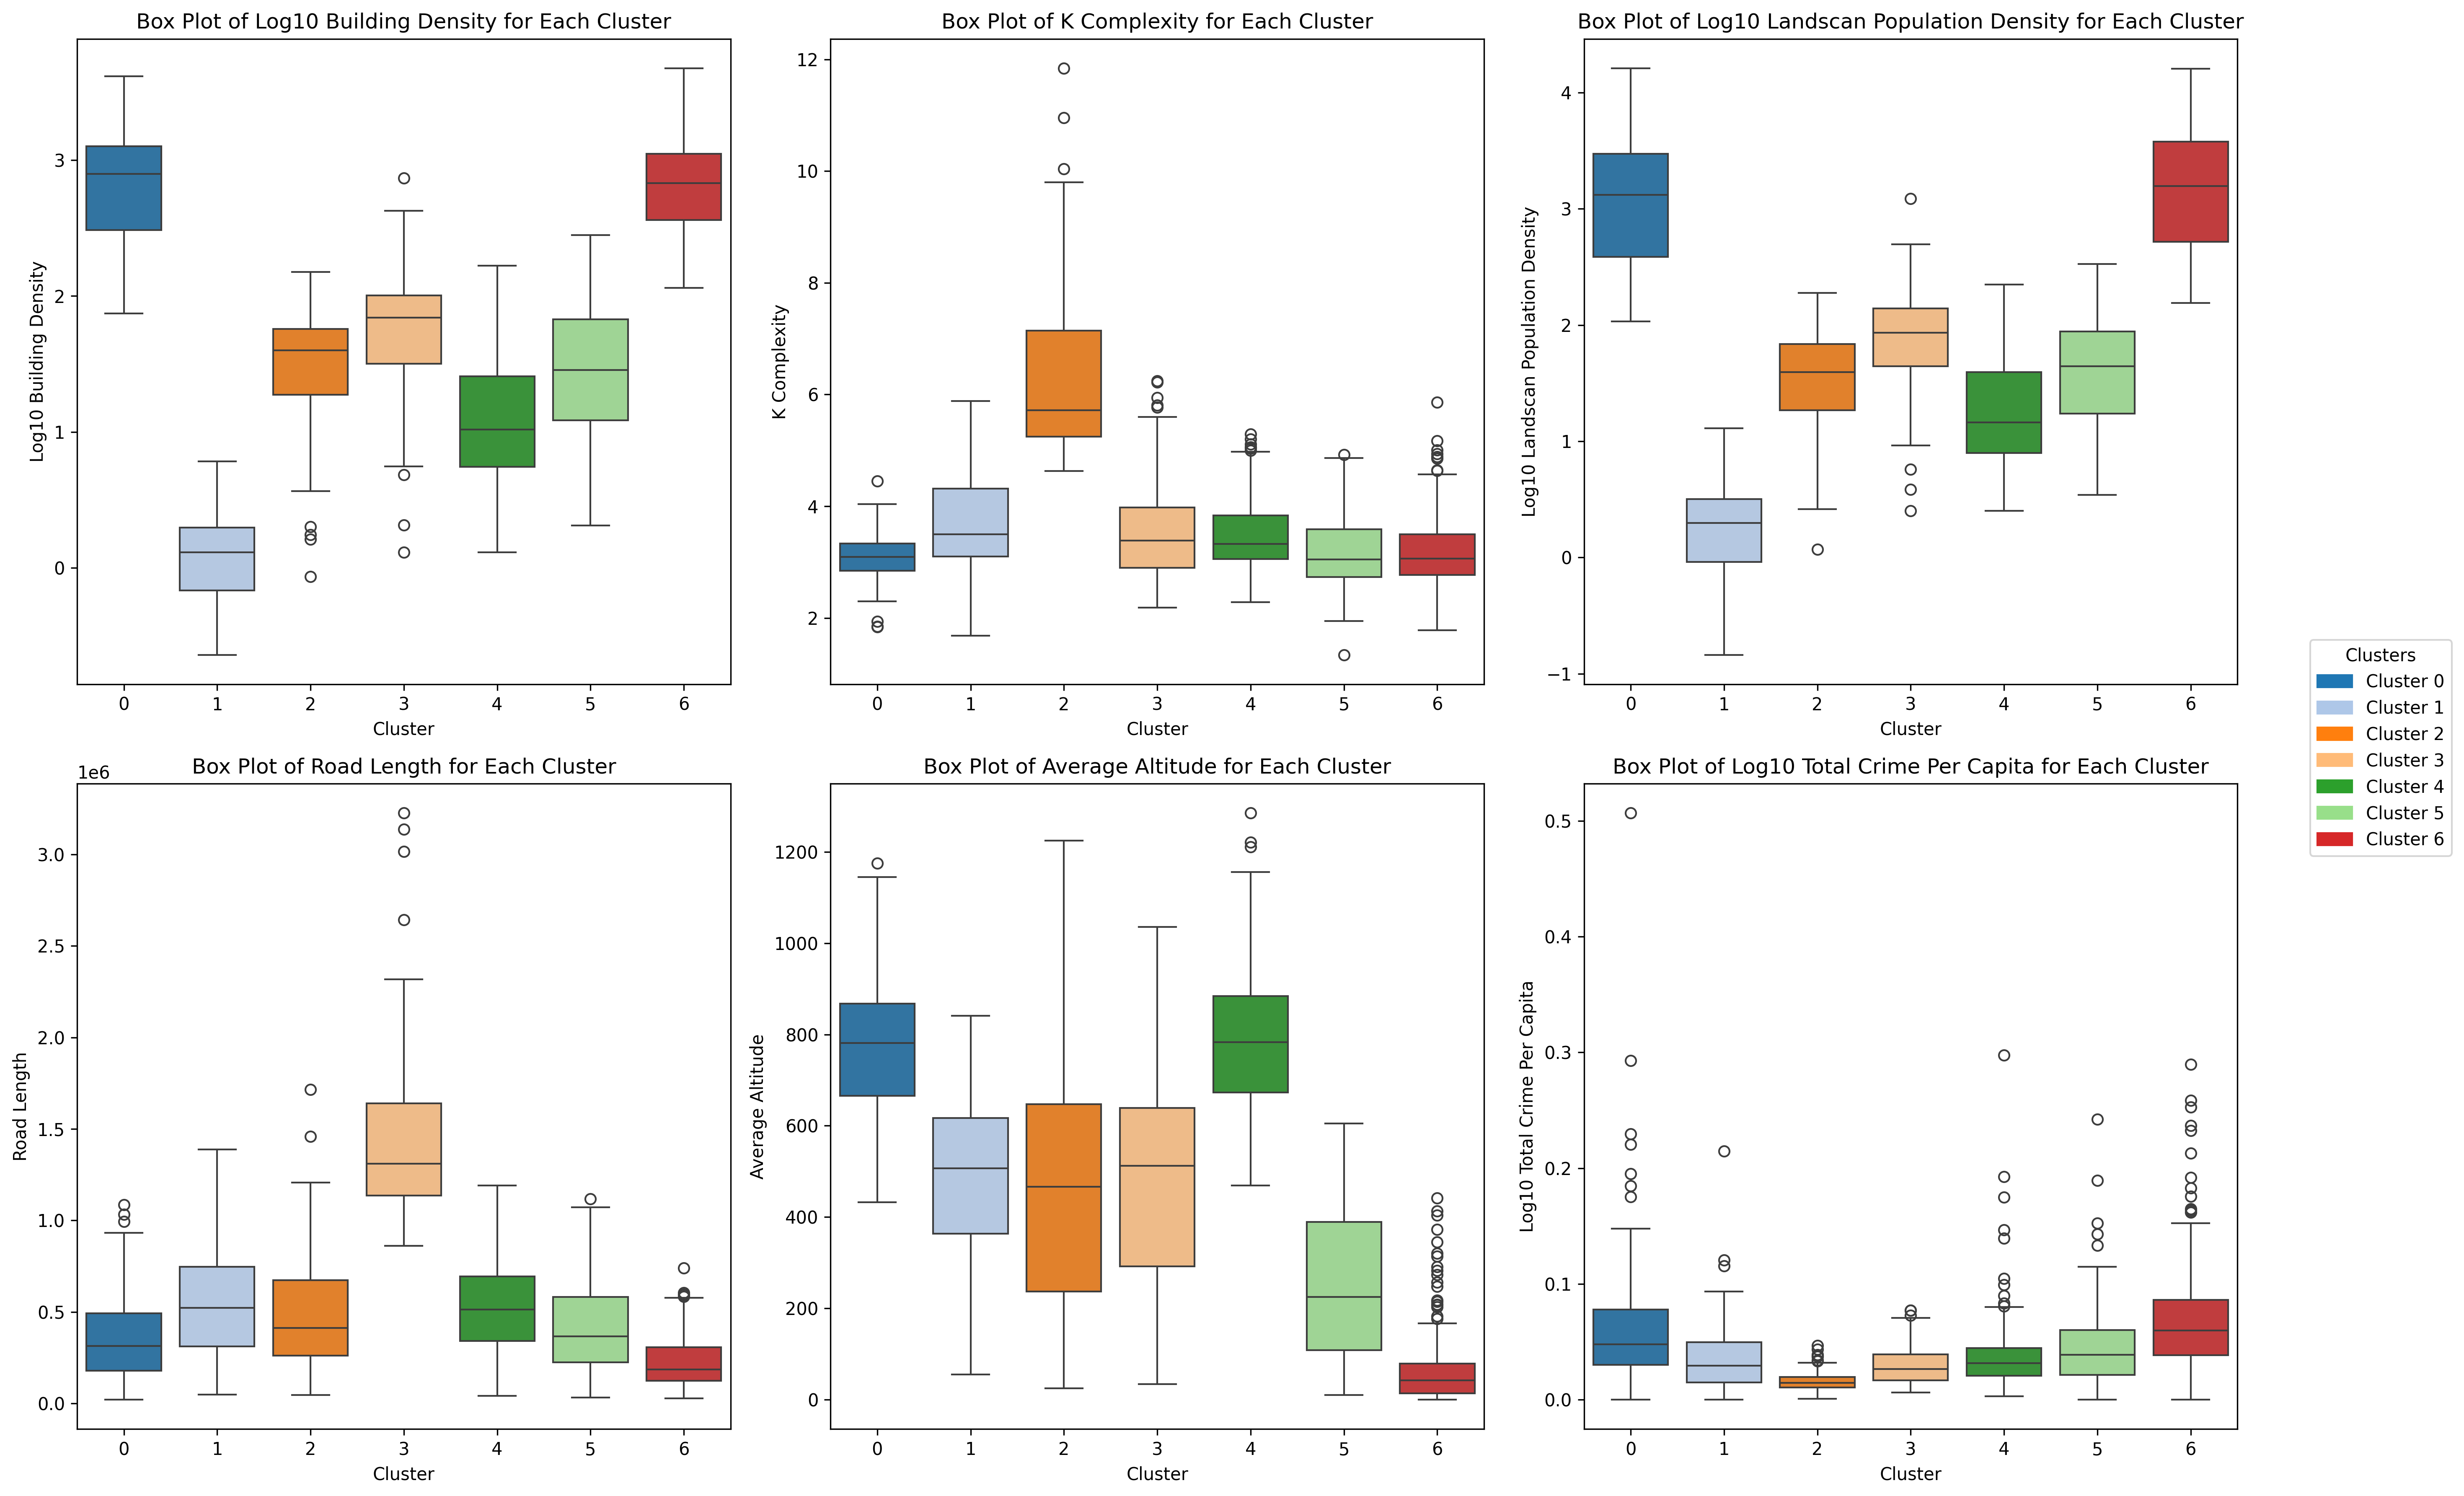 Box Plot of Log10 Building Density for Each Cluster
Log10 Building Density
3
2
1
0
0 1 2 3 4 5 6
Cluster
Box Plot of K Complexity for Each Cluster
K Complexity
12
10
8
6
4
2
0 1 2 3 4 5 6
Cluster
Box Plot of Log10 Landscan Population Density for Each Cluster
Log10 Landscan Population Density
4
3
2
1
0
−1
0 1 2 3 4 5 6
Cluster
Clusters
Cluster 0
Cluster 1
Cluster 2
Cluster 3
Cluster 4
Cluster 5
Cluster 6
Box Plot of Road Length for Each Cluster
1e6
Road Length
3.0
2.5
2.0
1.5
1.0
0.5
0.0
0 1 2 3 4 5 6
Cluster
Box Plot of Average Altitude for Each Cluster
Average Altitude
1200
1000
800
600
400
200
0
0 1 2 3 4 5 6
Cluster
Box Plot of Log10 Total Crime Per Capita for Each Cluster
Log10 Total Crime Per Capita
0.5
0.4
0.3
0.2
0.1
0.0
0 1 2 3 4 5 6
Cluster